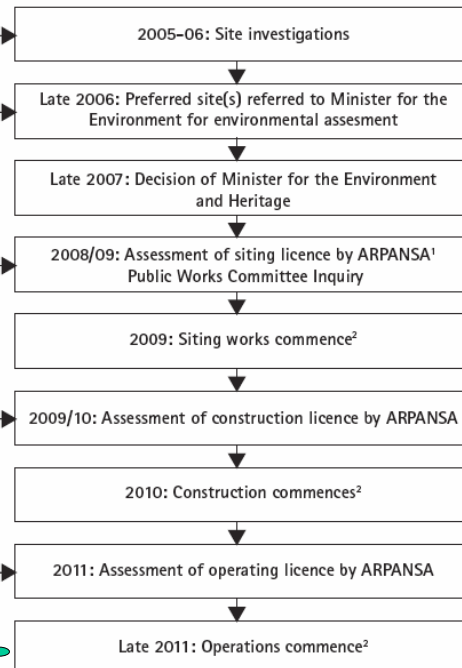 2005-06: Site investigations
Late 2006: Preferred site(s) referred to Minister for the
Environment for environmental assesment
Late 2007: Decision of Minister for the Environment
and Heritage
2008/09: Assessment of siting licence by ARPANSA¹
Public Works Committee Inquiry
2009: Siting works commence²
2009/10: Assessment of construction licence by ARPANSA
2010: Construction commences²
2011: Assessment of operating licence by ARPANSA
Late 2011: Operations commence²